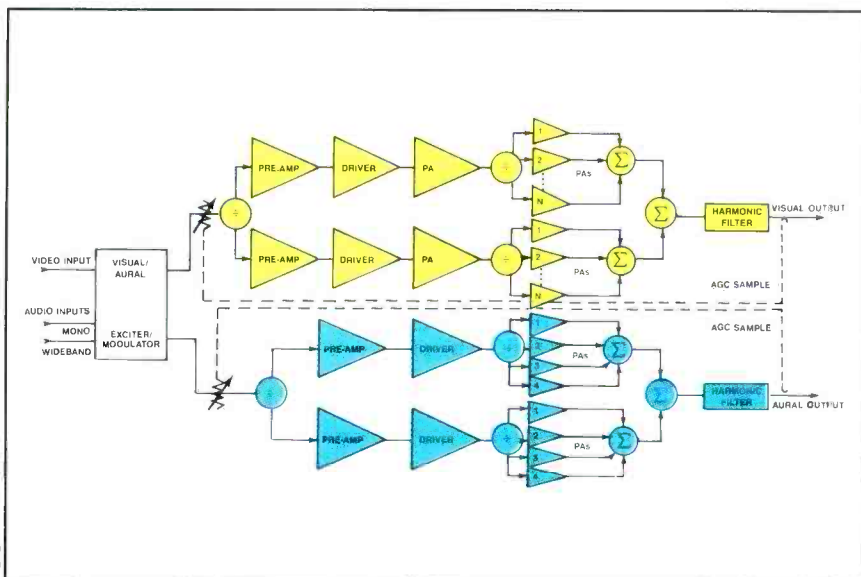 1
PRE-AMP DRIVER PA ÷ 2 PAs Σ
N
÷ Σ HARMONIC FILTER VISUAL OUTPUT
1
PRE-AMP DRIVER PA ÷ 2 PAs Σ
N
VIDEO INPUT
VISUAL/
AURAL
AUDIO INPUTS
MONO
WIDEBAND
EXCITER/
MODULATOR
AGC SAMPLE
AGC SAMPLE
1
PRE-AMP DRIVER ÷ 2 PAs Σ
3
4
÷ Σ HARMONIC FILTER AURAL OUTPUT
1
PRE-AMP DRIVER ÷ 2 PAs Σ
3
4